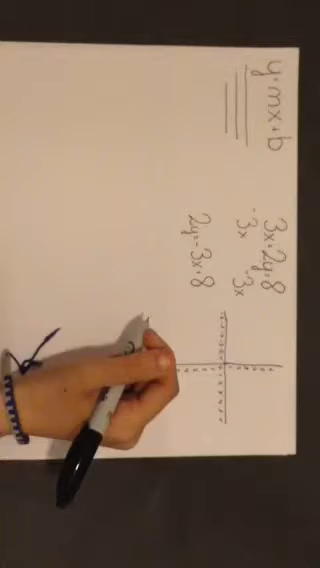 y=mx+b
3x+2y=8
-3x -3x
2y=-3x+8